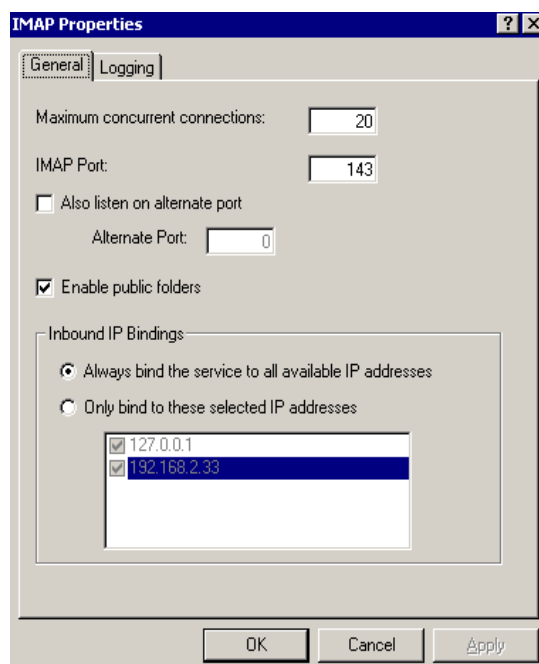 IMAP Properties
General Logging
Maximum concurrent connections: 20
IMAP Port: 143
Also listen on alternate port
Alternate Port: 0
Enable public folders
Inbound IP Bindings
Always bind the service to all available IP addresses
Only bind to these selected IP addresses
127.0.0.1
192.168.2.33
OK Cancel Apply